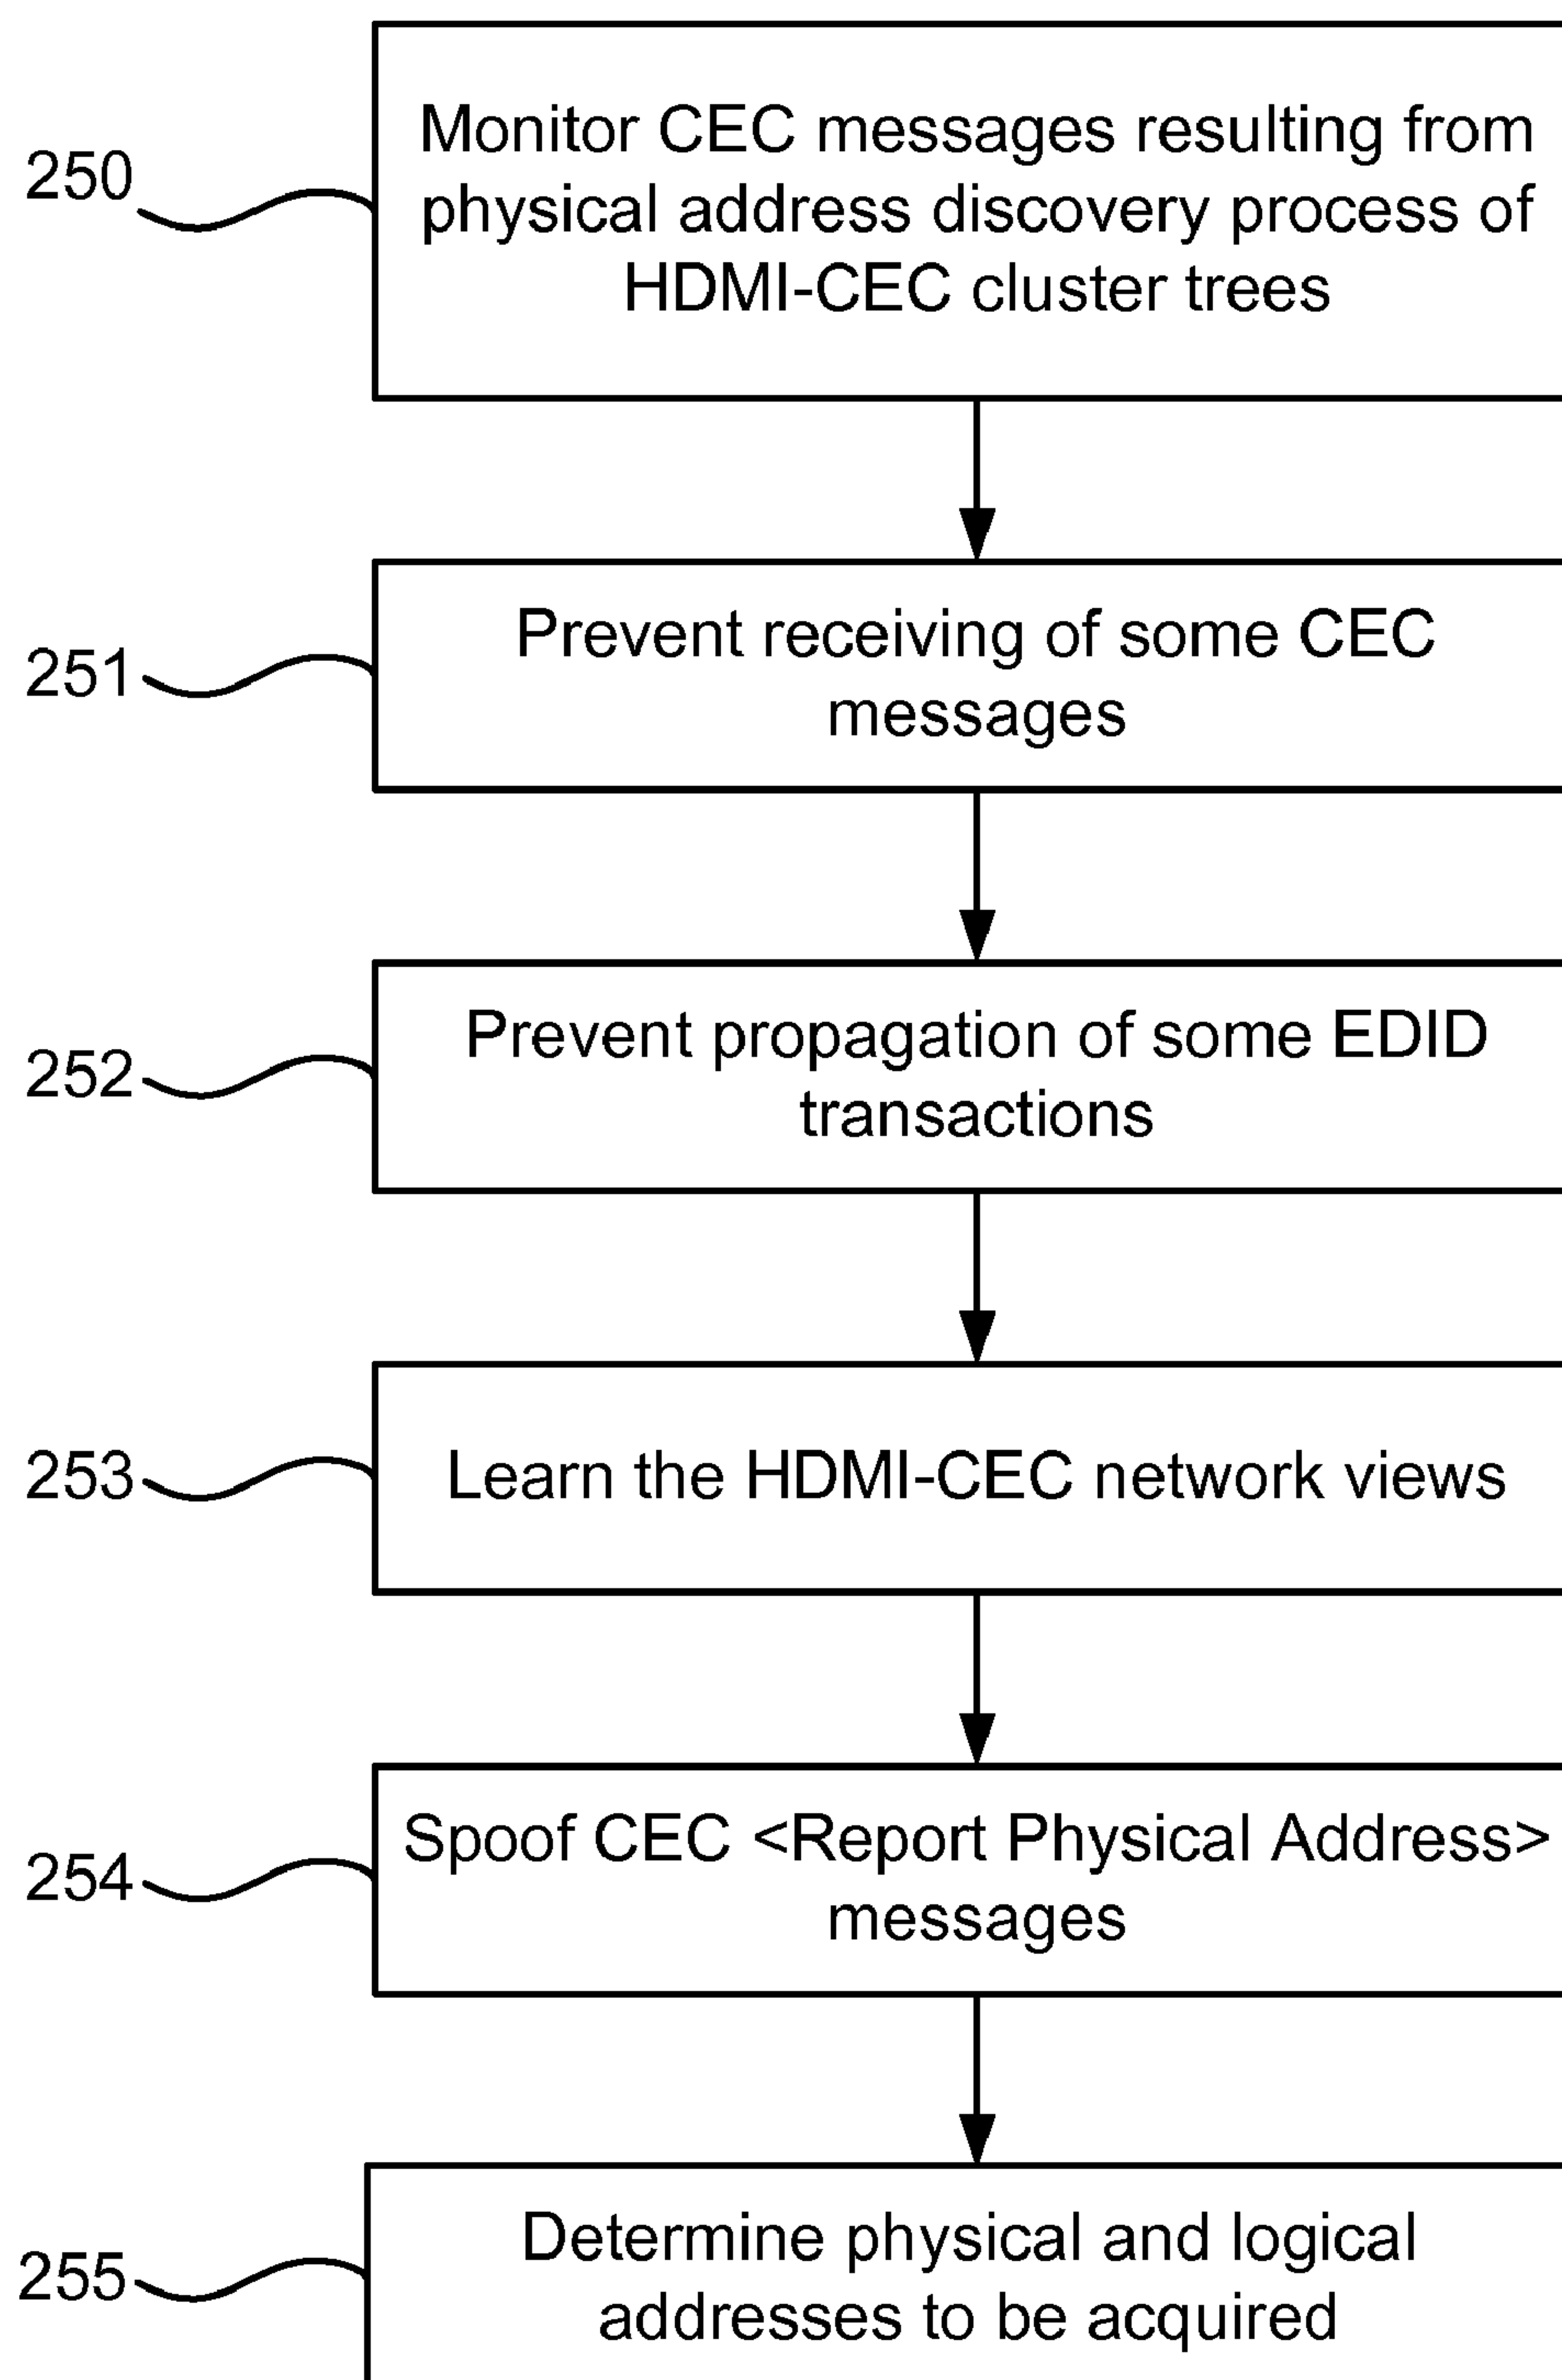 250
Monitor CEC messages resulting from
physical address discovery process of
HDMI-CEC cluster trees
251
Prevent receiving of some CEC
messages
252
Prevent propagation of some EDID
transactions
253
Learn the HDMI-CEC network views
254
Spoof CEC <Report Physical Address>
messages
255
Determine physical and logical
addresses to be acquired